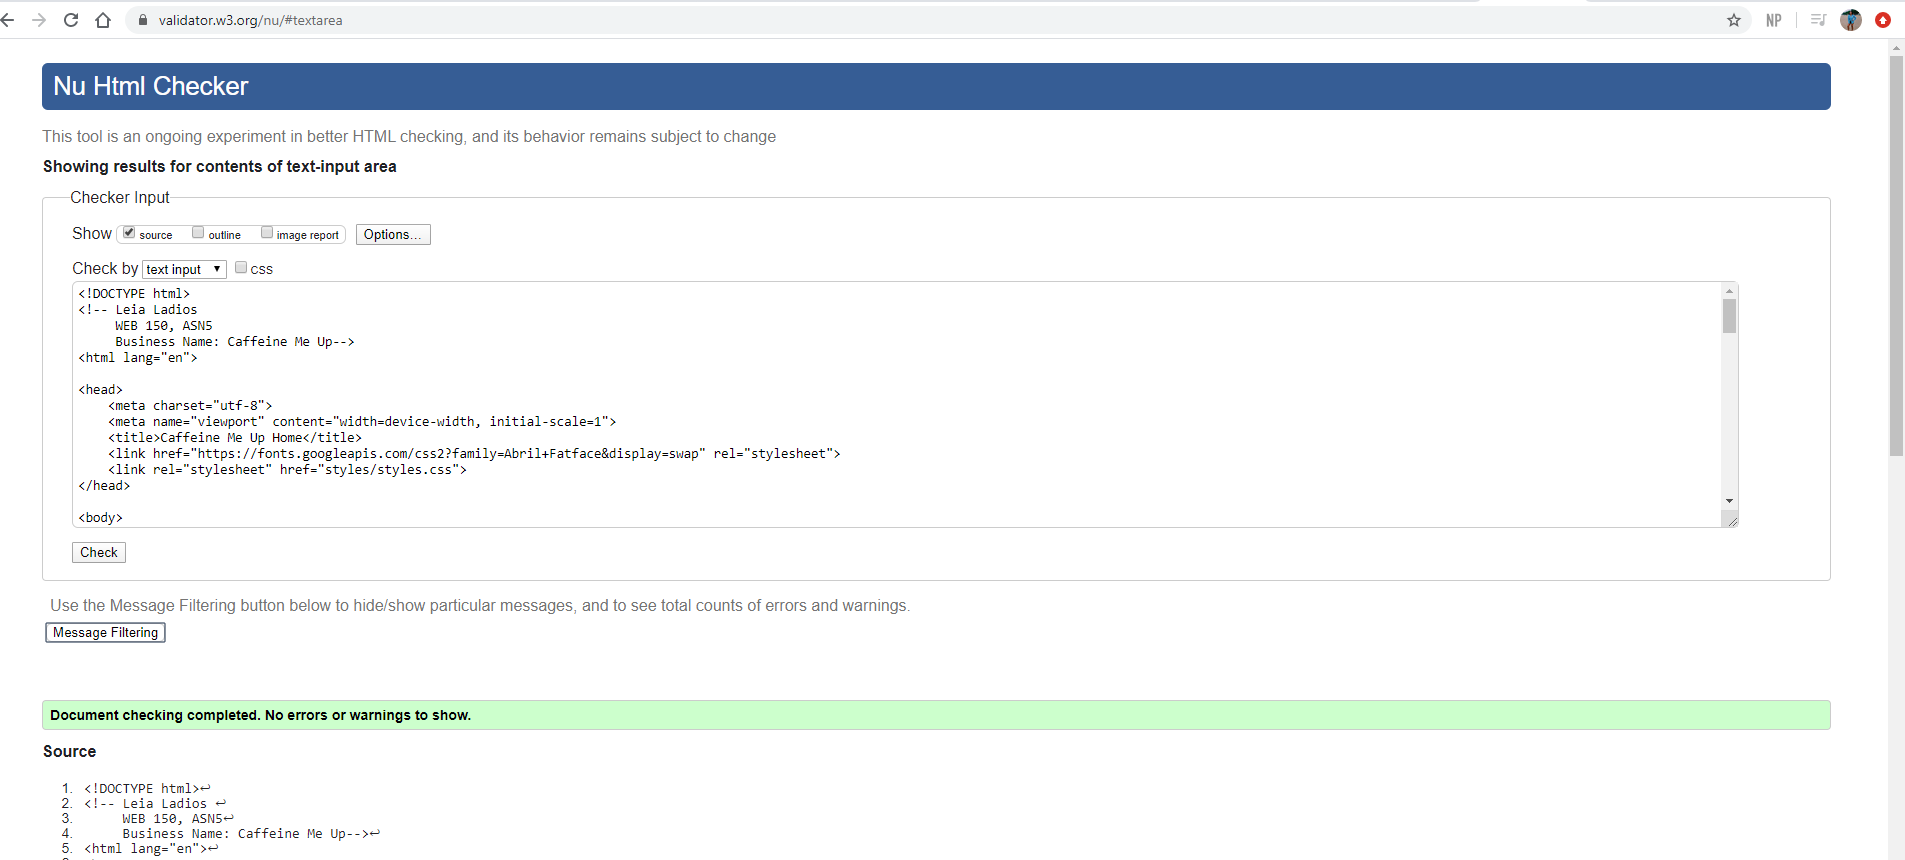 validator.w3.org/nu/#textarea
NP
Nu Html Checker
This tool is an ongoing experiment in better HTML checking, and its behavior remains subject to change
Showing results for contents of text-input area
Checker Input
Show source outline image report Options...
Check by text input css
<!DOCTYPE html>
<!-- Leia Ladios
     WEB 150, ASN5
     Business Name: Caffeine Me Up-->
<html lang="en">
<head>
    <meta charset="utf-8">
    <meta name="viewport" content="width=device-width, initial-scale=1">
    <title>Caffeine Me Up Home</title>
    <link href="https://fonts.googleapis.com/css2?family=Abril+Fatface&display=swap" rel="stylesheet">
    <link rel="stylesheet" href="styles/styles.css">
</head>
<body>
Check
Use the Message Filtering button below to hide/show particular messages, and to see total counts of errors and warnings.
Message Filtering
Document checking completed. No errors or warnings to show.
Source
1. <!DOCTYPE html>↩
2. <!-- Leia Ladios ↩
3.      WEB 150, ASN5↩
4.      Business Name: Caffeine Me Up-->↩
5. <html lang="en">↩